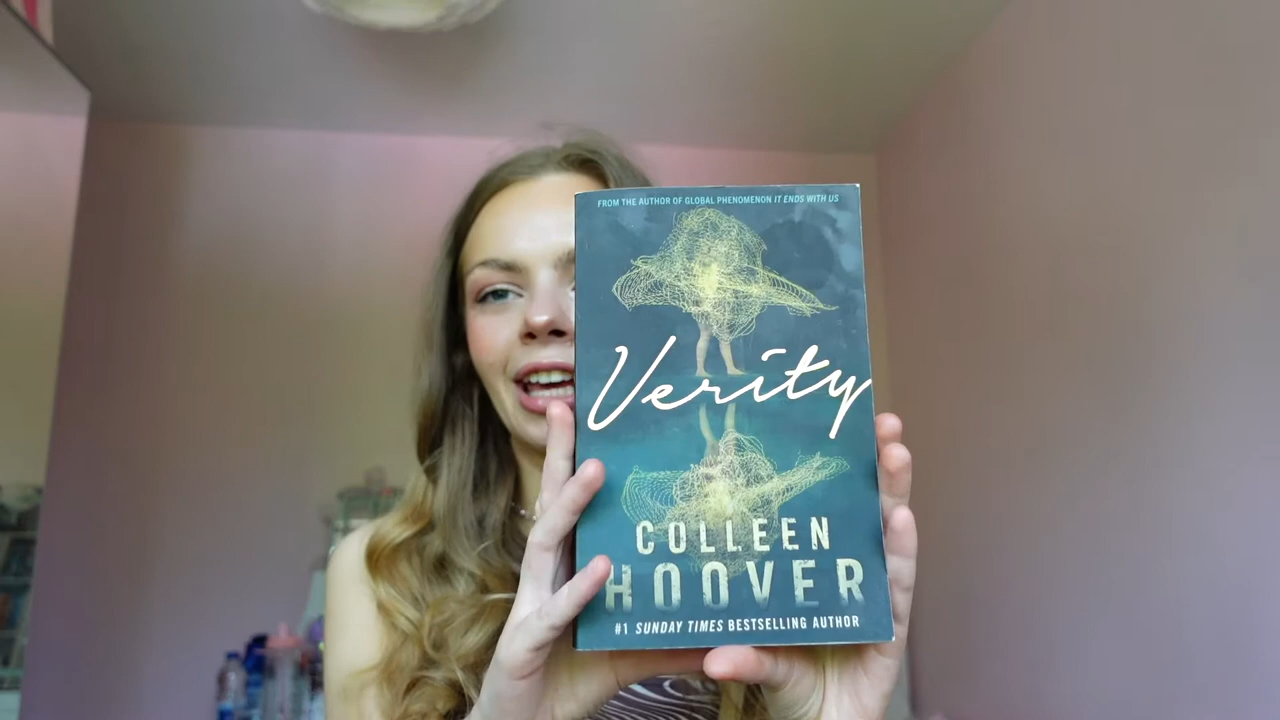 FROM THE AUTHOR OF GLOBAL PHENOMENON IT ENDS WITH US
Verity
COLLEEN
HOOVER
#1 SUNDAY TIMES BESTSELLING AUTHOR